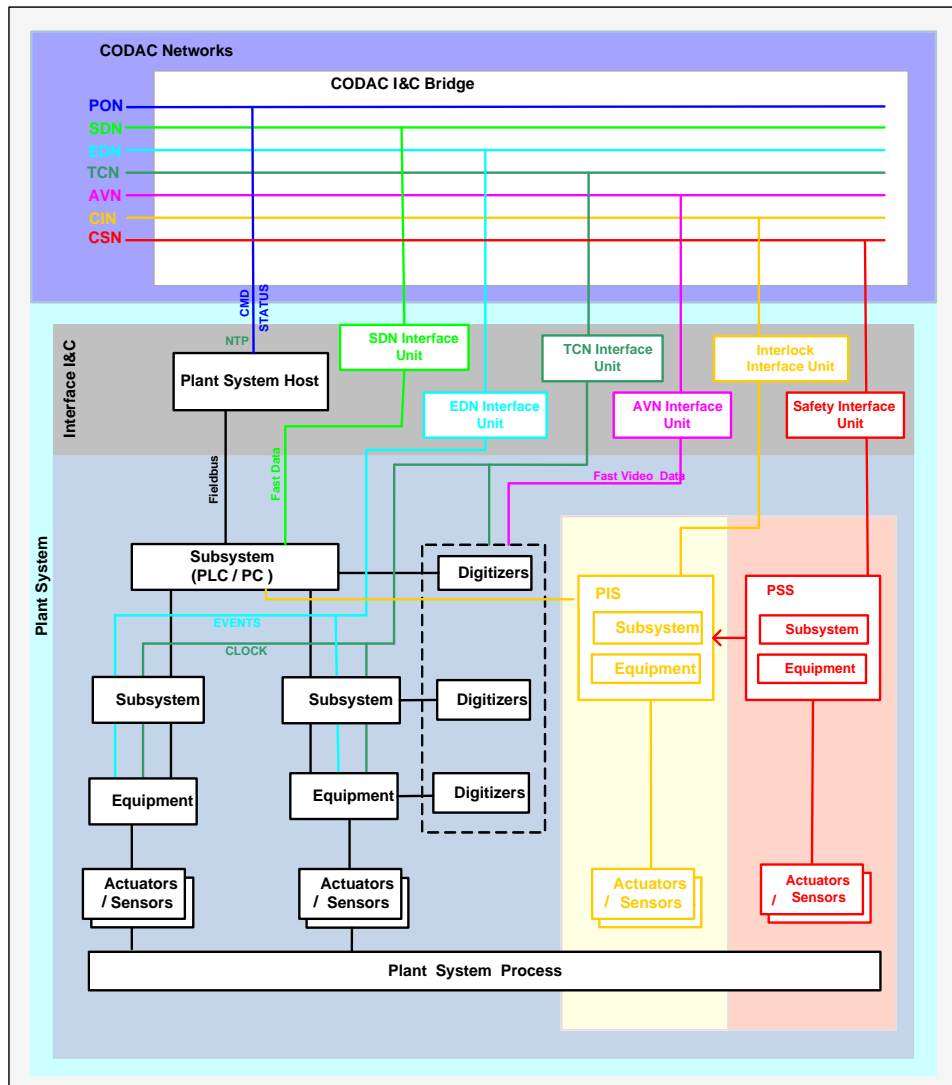 CODAC Networks
CODAC I&C Bridge
PON
SDN
EDN
TCN
AVN
CIN
CSN
CMD
STATUS
NTP
Interface I&C
Plant System Host
SDN Interface
Unit
TCN Interface
Unit
Interlock
Interface Unit
EDN Interface
Unit
AVN Interface
Unit
Safety Interface
Unit
Fieldbus
Fast Data
Fast Video Data
Plant System
Subsystem
(PLC / PC )
Digitizers
PIS
Subsystem
Equipment
PSS
Subsystem
Equipment
EVENTS
CLOCK
Subsystem
Subsystem
Digitizers
Equipment
Equipment
Digitizers
Actuators
/ Sensors
Actuators
/ Sensors
Actuators
/ Sensors
Actuators
/ Sensors
Plant System Process